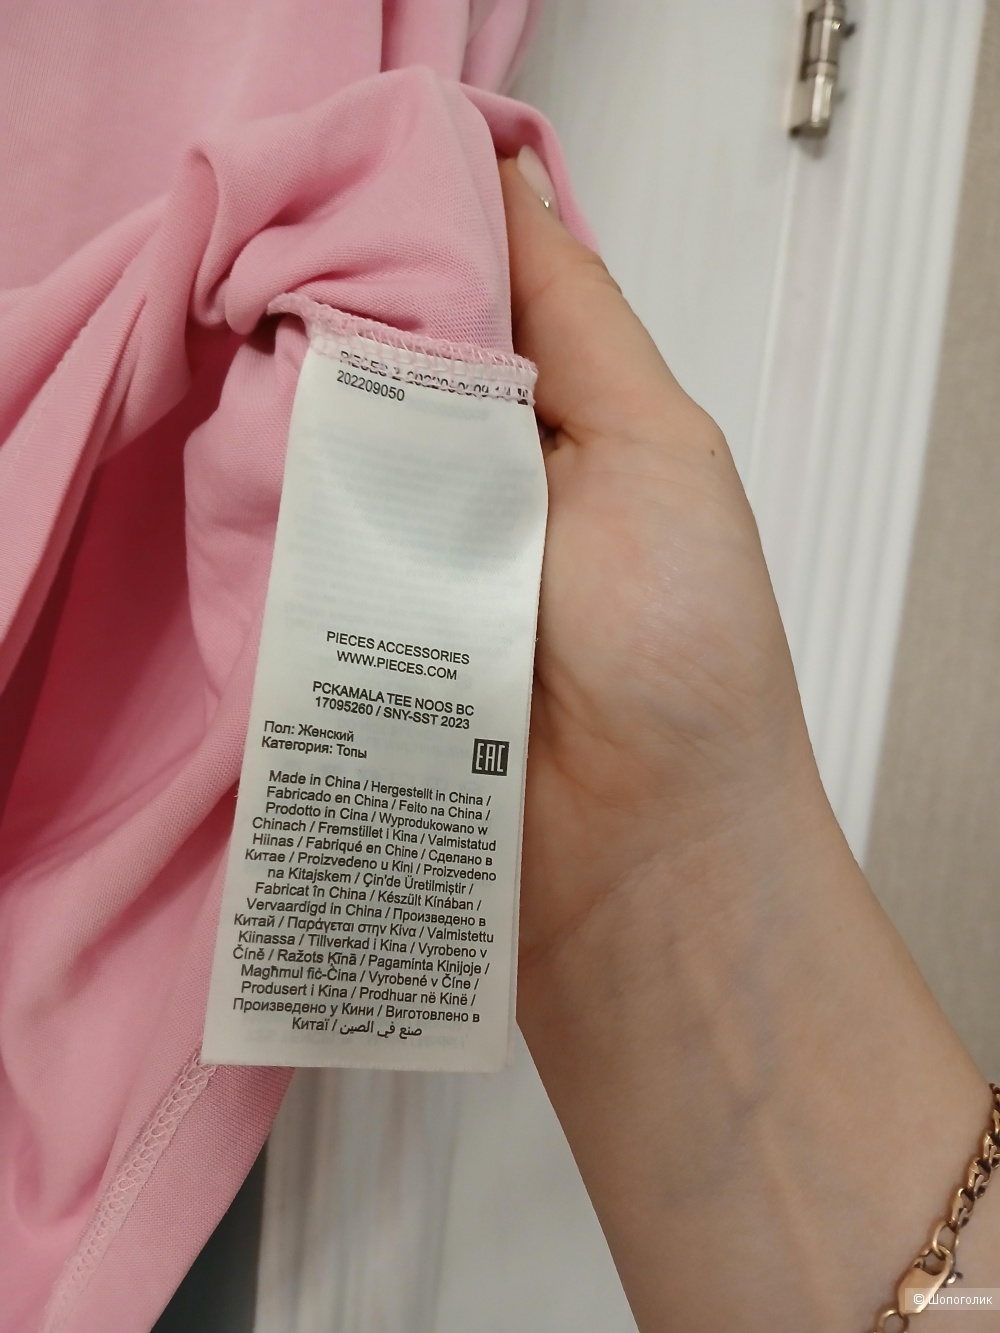 PIECES
202209050
PIECES ACCESSORIES
WWW.PIECES.COM
PCKAMALA TEE NOOS BC
17095260 / SNY-SST 2023
Пол: Женский
Категория: Топы
EAC
Made in China / Hergestellt in China /
Fabricado en China / Feito na China /
Prodotto in Cina / Wyprodukowano w
Chinach / Fremstillet i Kina / Valmistatud
Hiinas / Fabriqué en Chine / Сделано в
Китае / Proizvedeno u Kini / Proizvedeno
na Kitajskem / Çin'de Üretilmiştir /
Fabricat în China / Készült Kínában /
Vervaardigd in China / Произведено в
Китай / Παράγεται στην Κίνα / Valmistettu
Kiinassa / Tillverkad i Kina / Vyrobeno v
Číně / Ražots Ķīnā / Pagaminta Kinijoje /
Magħmul fiċ-Ċina / Vyrobené v Číne /
Produsert i Kina / Prodhuar në Kinë /
Произведено у Кини / Виготовлено в
Китаї / صنع في الصين
© Шопоголик